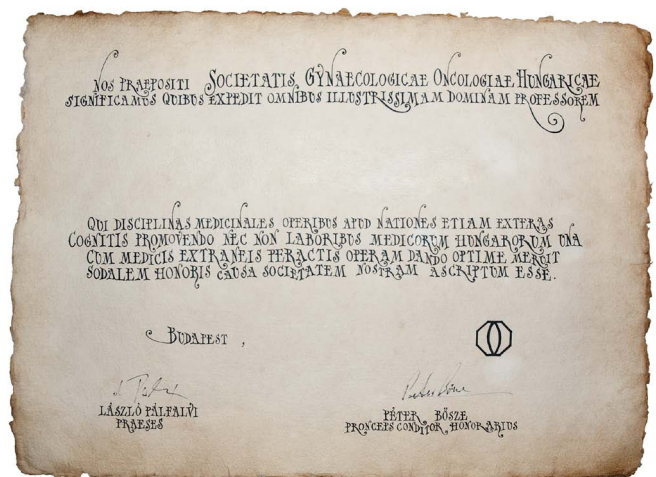 NOS PRAEPOSITI SOCIETATIS GYNAECOLOGICAE ONCOLOGIAE HUNGARICAE
SIGNIFICAMUS QUIBUS EXPEDIT OMNIBUS ILLUSTRISSIMAM DOMINAM PROFESSOREM
QUI DISCIPLINAS MEDICINALES OPERIBUS APUD NATIONES ETIAM EXTERAS
COGNITIS PROMOVENDO NEC NON LABORIBUS MEDICORUM HUNGARORUM UNA
CUM MEDICIS EXTRANEIS PERACTIS OPERAM DANDO OPTIME MERUIT
SODALEM HONORIS CAUSA SOCIETATEM NOSTRAM ASCRIPTUM ESSE.
BUDAPEST ,
LÁSZLÓ PÁLFALVI
PRAESES
PÉTER BŐSZE
PRONCEPS CONDITOR, HONORARIUS